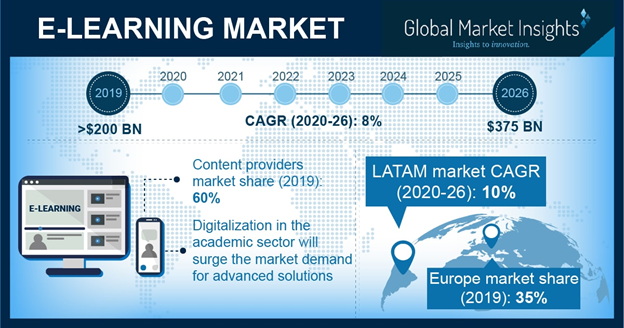 E-LEARNING MARKET
Global Market Insights
Insights to innovation.
2019
2020
2021
2022
2023
2024
2025
2026
>$200 BN
CAGR (2020-26): 8%
$375 BN
E-LEARNING
Content providers
market share (2019):
60%
Digitalization in the
academic sector will
surge the market demand
for advanced solutions
LATAM market CAGR
(2020-26): 10%
Europe market share
(2019): 35%